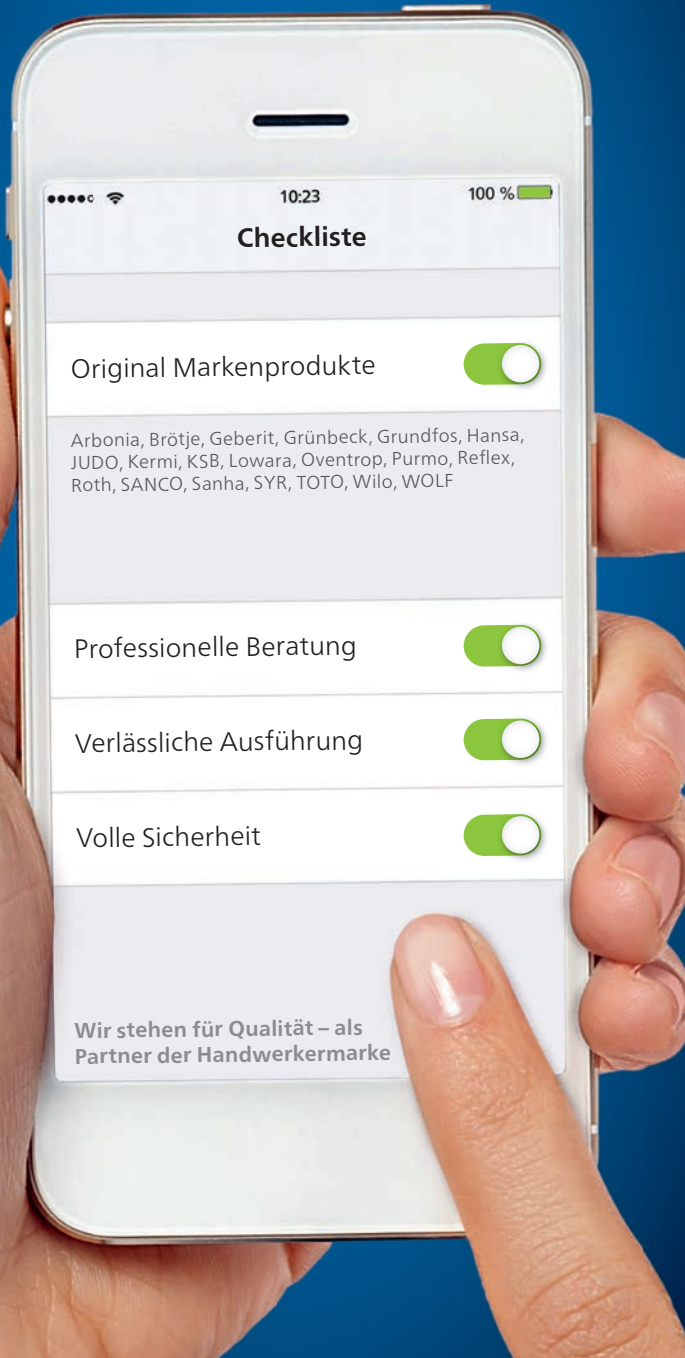 10:23
100 %
Checkliste
Original Markenprodukte
Arbonia, Brötje, Geberit, Grünbeck, Grundfos, Hansa,
JUDO, Kermi, KSB, Lowara, Oventrop, Purmo, Reflex,
Roth, SANCO, Sanha, SYR, TOTO, Wilo, WOLF
Professionelle Beratung
Verlässliche Ausführung
Volle Sicherheit
Wir stehen für Qualität – als
Partner der Handwerkermarke